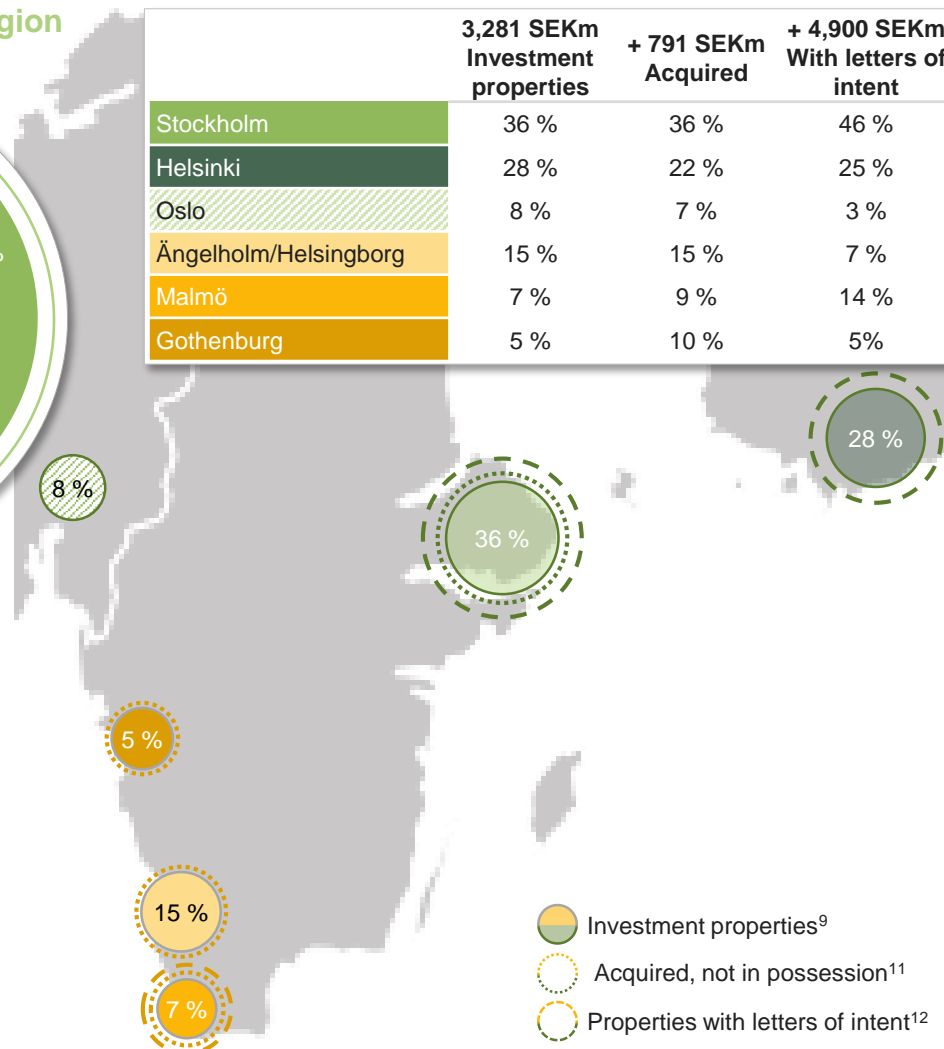 3,281 SEKm Investment properties + 791 SEKm Acquired + 4,900 SEKm With letters of intent
Stockholm 36 % 36 % 46 %
Helsinki 28 % 22 % 25 %
Oslo 8 % 7 % 3 %
Ängelholm/Helsingborg 15 % 15 % 7 %
Malmö 7 % 9 % 14 %
Gothenburg 5 % 10 % 5%
28 %
8 %
36 %
5 %
15 %
7 %
Investment properties⁹
Acquired, not in possession¹¹
Properties with letters of intent¹²